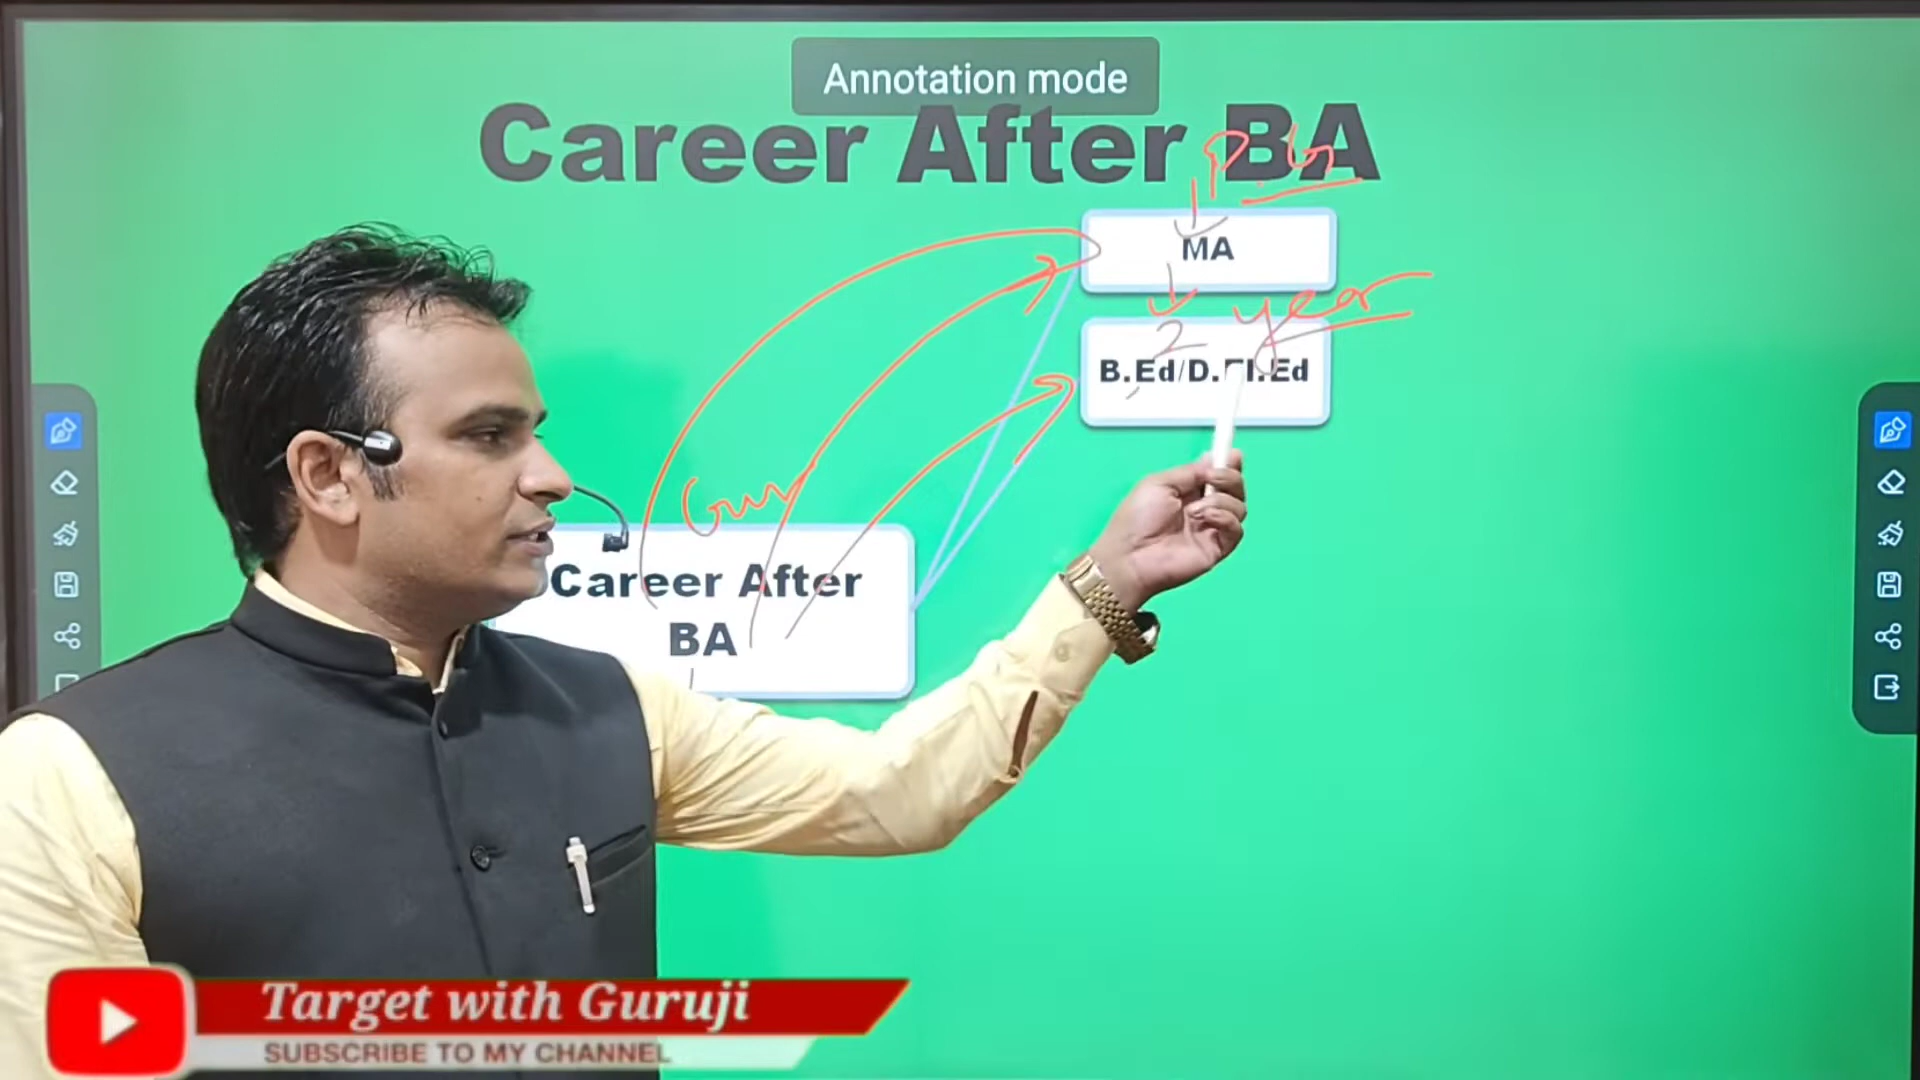 Annotation mode
Career After BA
P.G
MA
2 year
B.Ed/D.El.Ed
Career After
BA
Target with Guruji
SUBSCRIBE TO MY CHANNEL